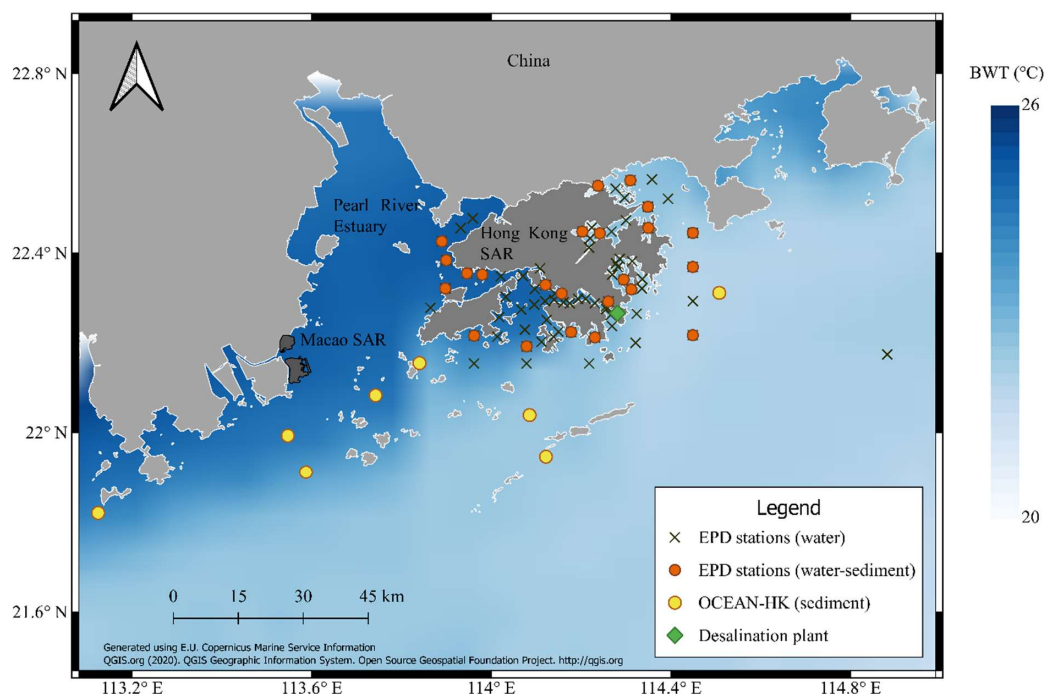 China
BWT (°C)
22.8° N
26
Pearl River
Estuary
Hong Kong
SAR
22.4° N
Macao SAR
22° N
Legend
EPD stations (water)
EPD stations (water-sediment)
OCEAN-HK (sediment)
Desalination plant
20
0 15 30 45 km
21.6° N
Generated using E.U. Copernicus Marine Service Information
QGIS.org (2020). QGIS Geographic Information System. Open Source Geospatial Foundation Project. http://qgis.org
113.2° E 113.6° E 114° E 114.4° E 114.8° E